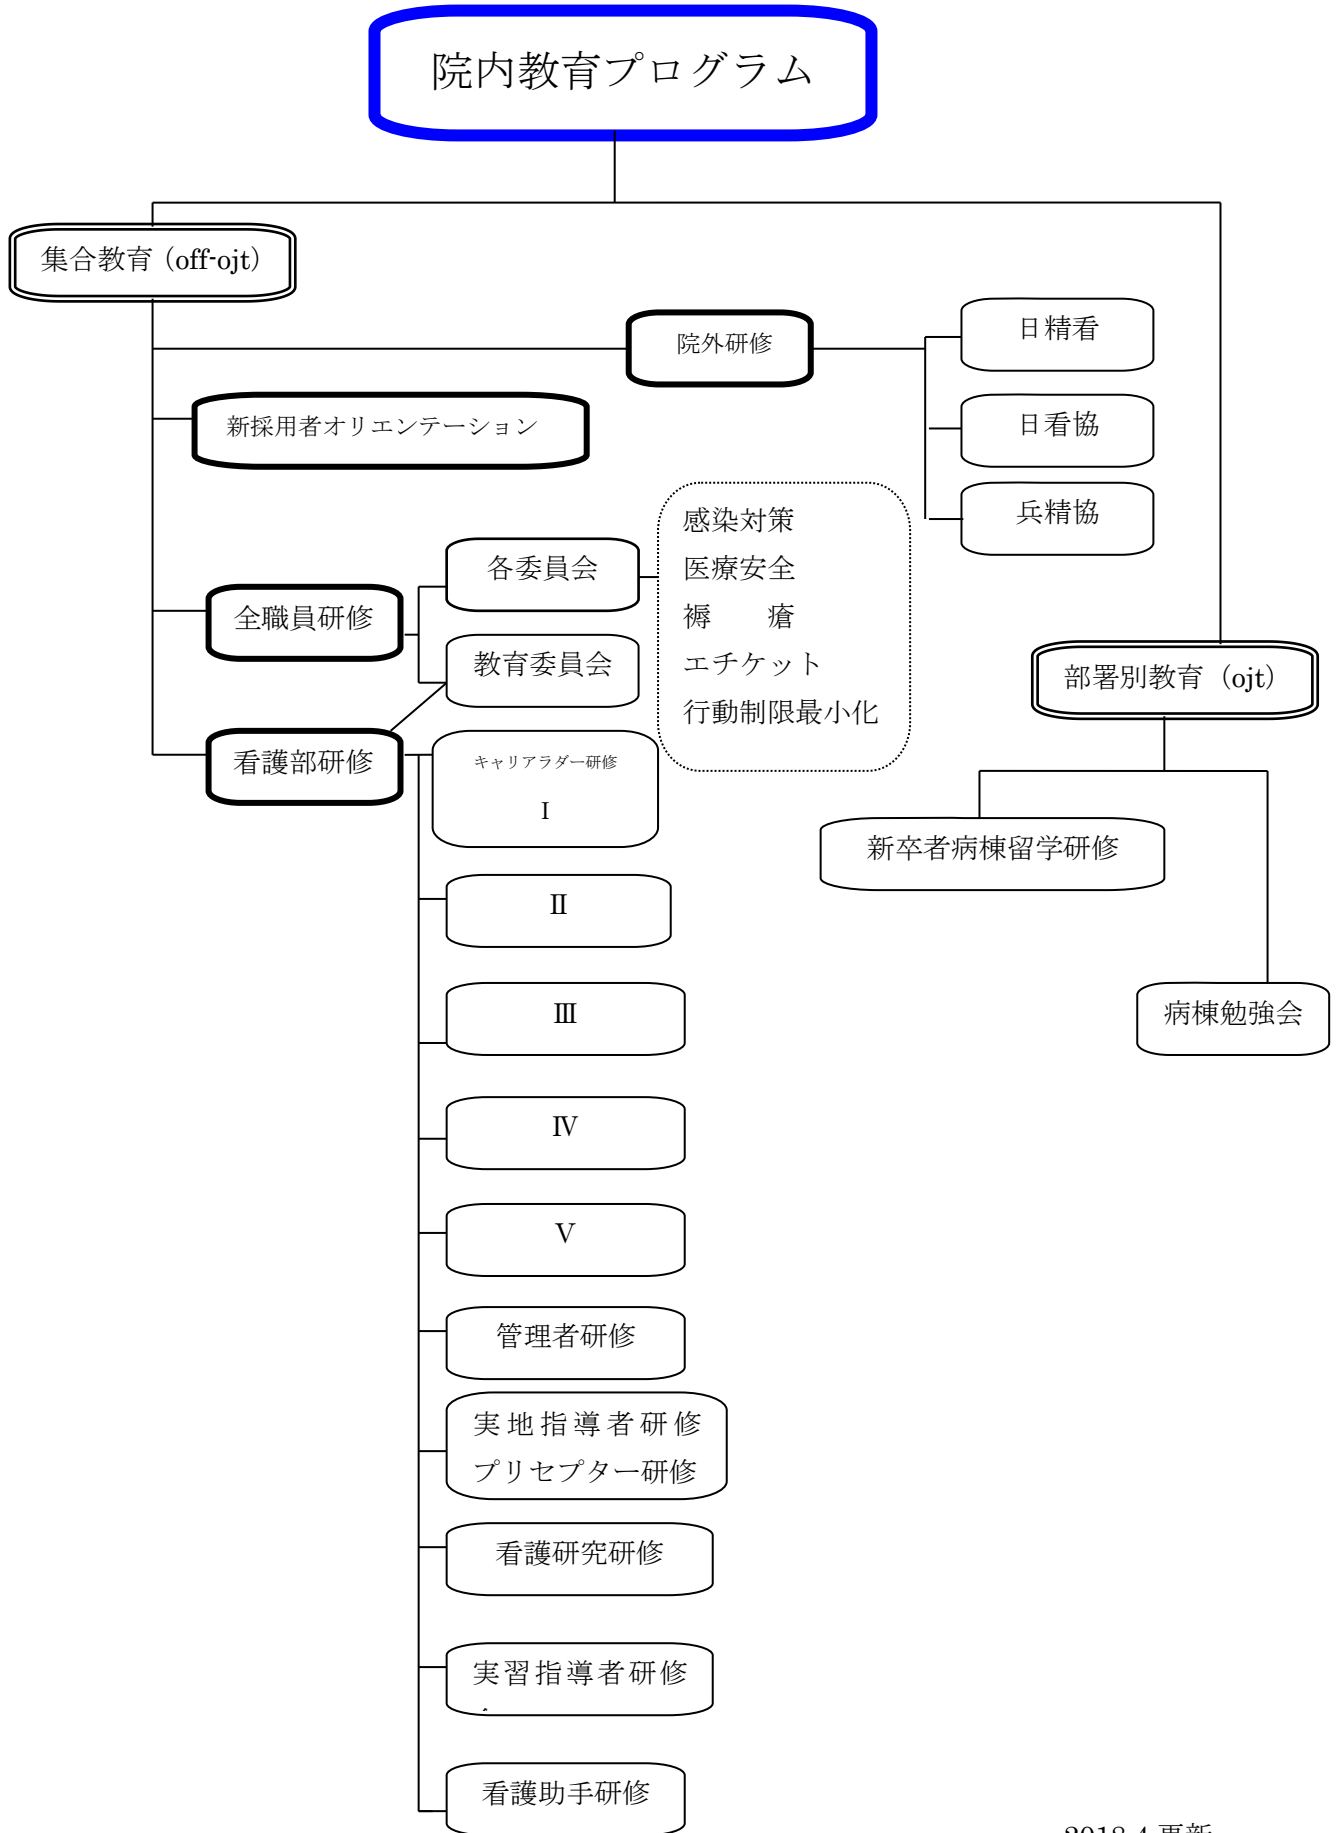 院内教育プログラム
集合教育（off-ojt）
院外研修
日精看
新採用者オリエンテーション
日看協
兵精協
感染対策
医療安全
褥　瘡
エチケット
行動制限最小化
各委員会
全職員研修
教育委員会
部署別教育（ojt）
看護部研修
キャリアラダー研修
Ⅰ
新卒者病棟留学研修
Ⅱ
Ⅲ
病棟勉強会
Ⅳ
Ⅴ
管理者研修
実地指導者研修
プリセプター研修
看護研究研修
実習指導者研修
看護助手研修
2018.4 更新